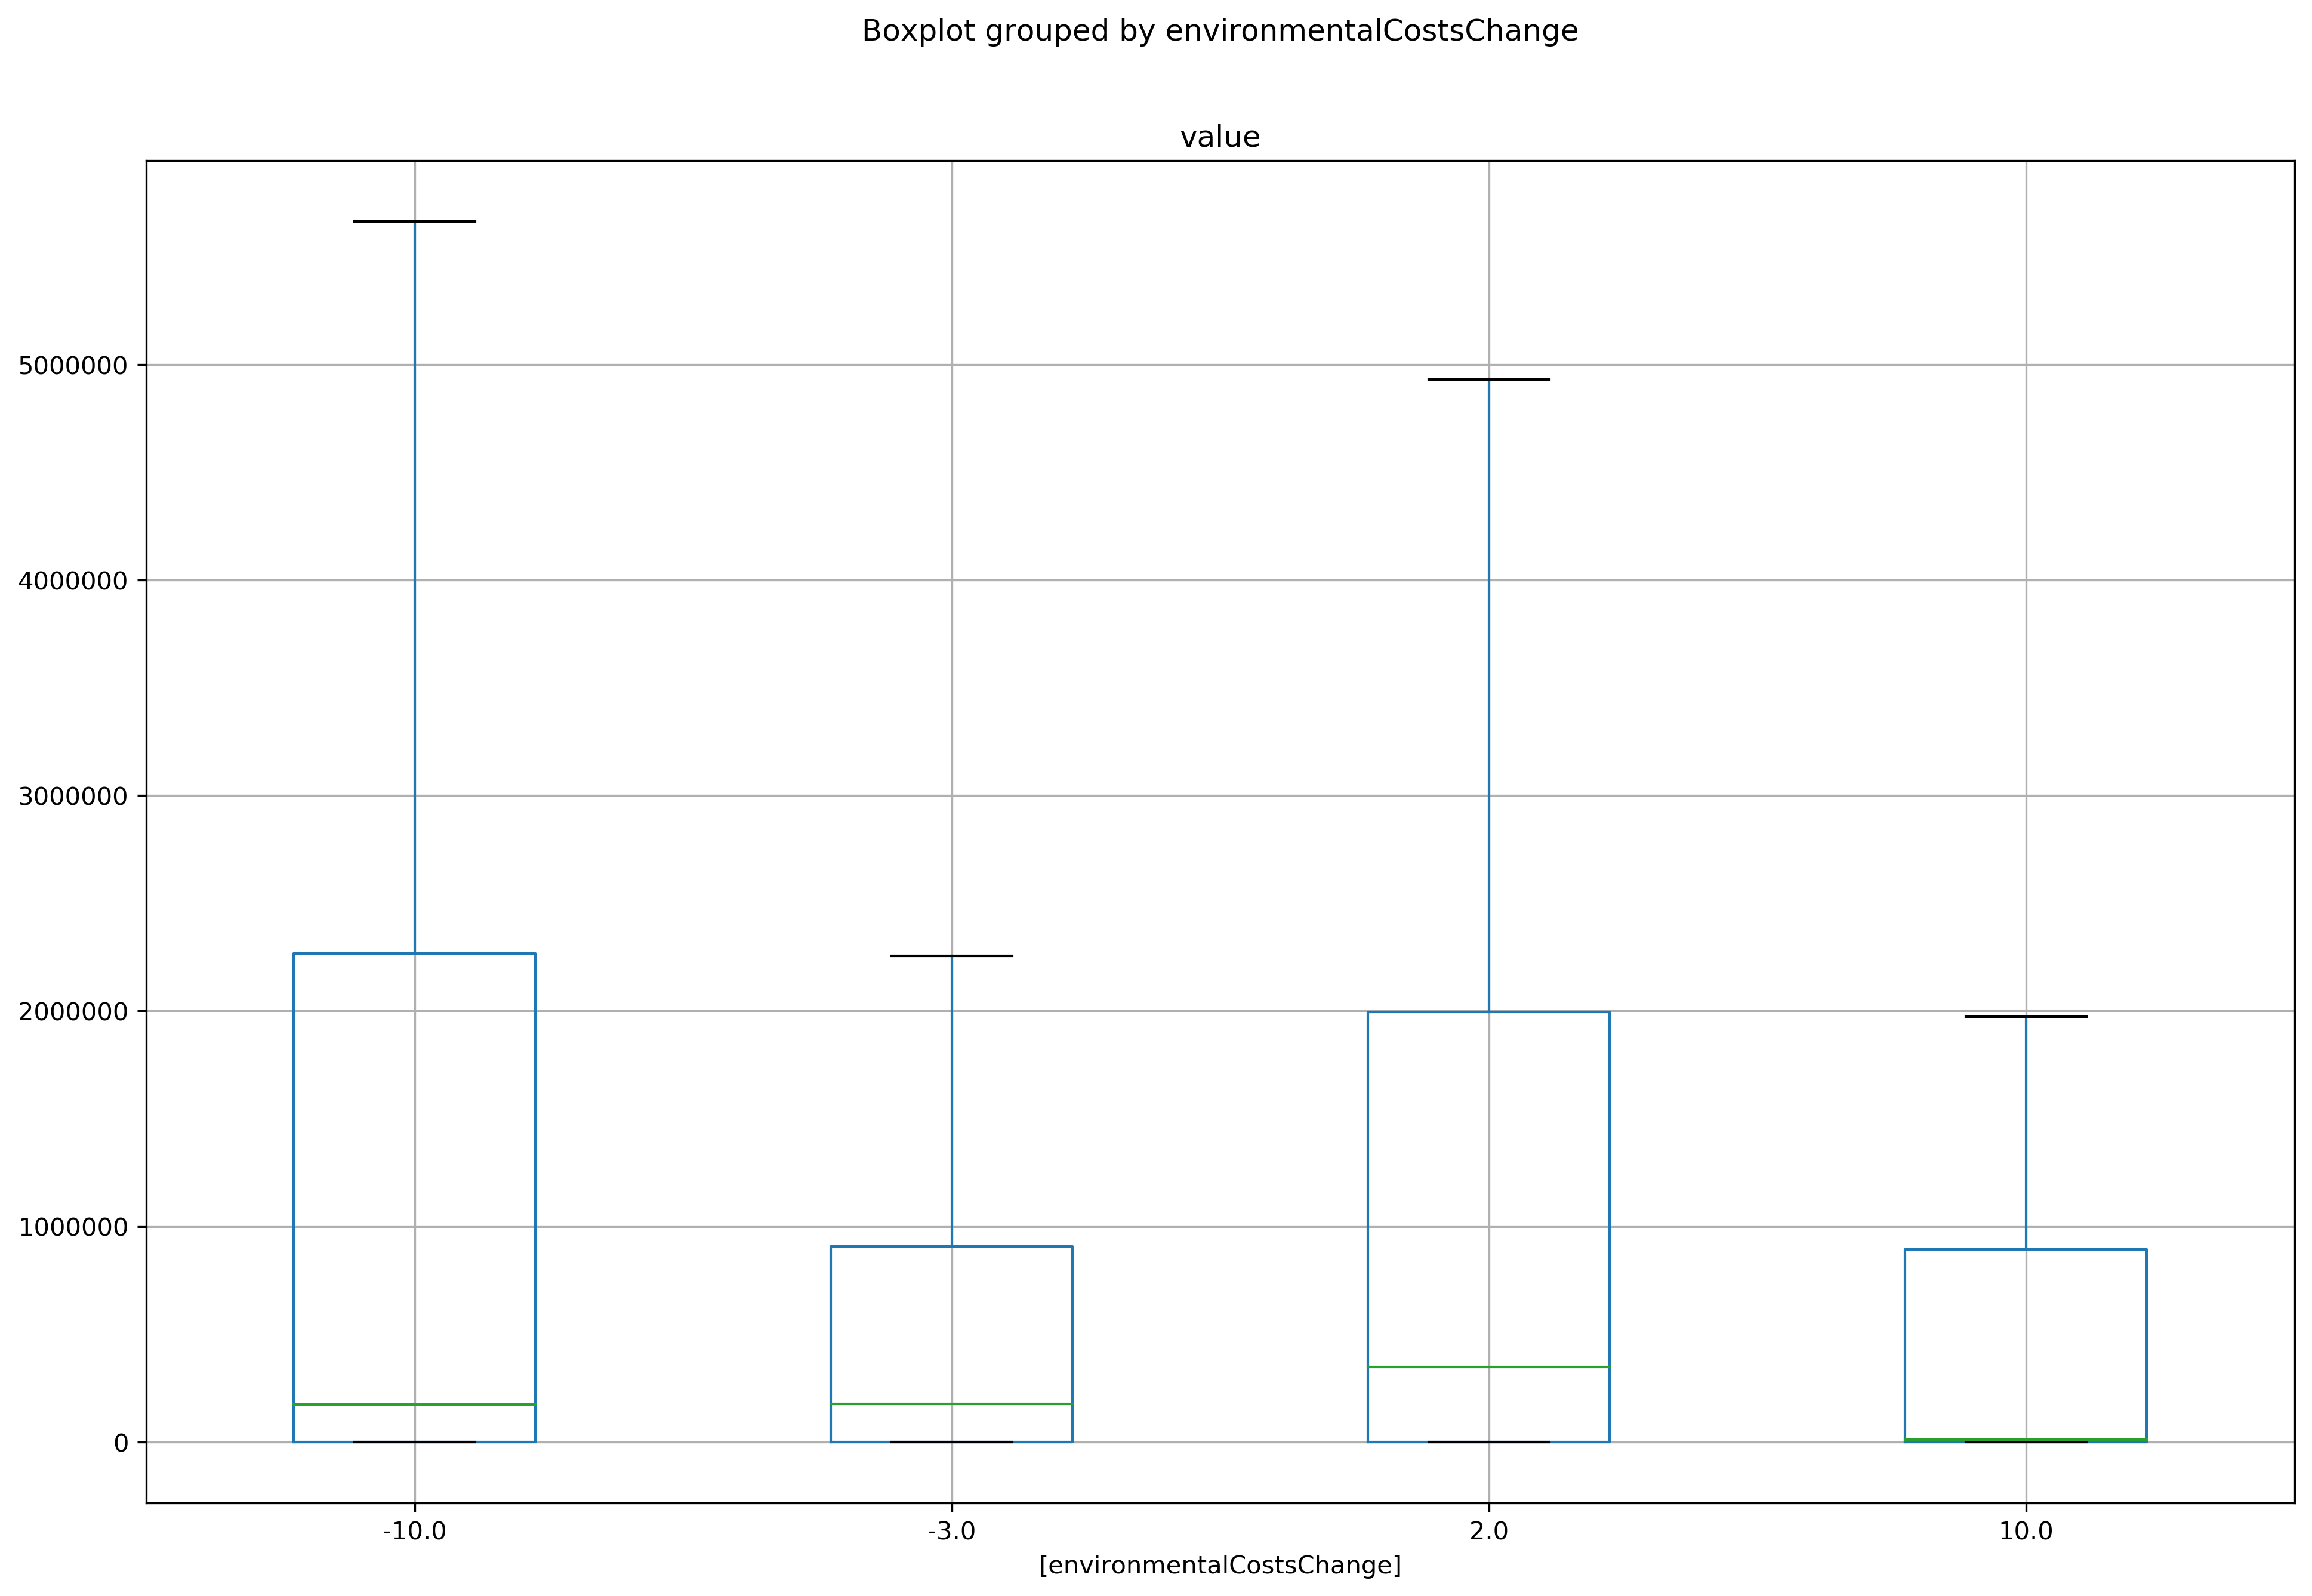 Boxplot grouped by environmentalCostsChange
value
5000000
4000000
3000000
2000000
1000000
0
-10.0 -3.0 2.0 10.0
[environmentalCostsChange]